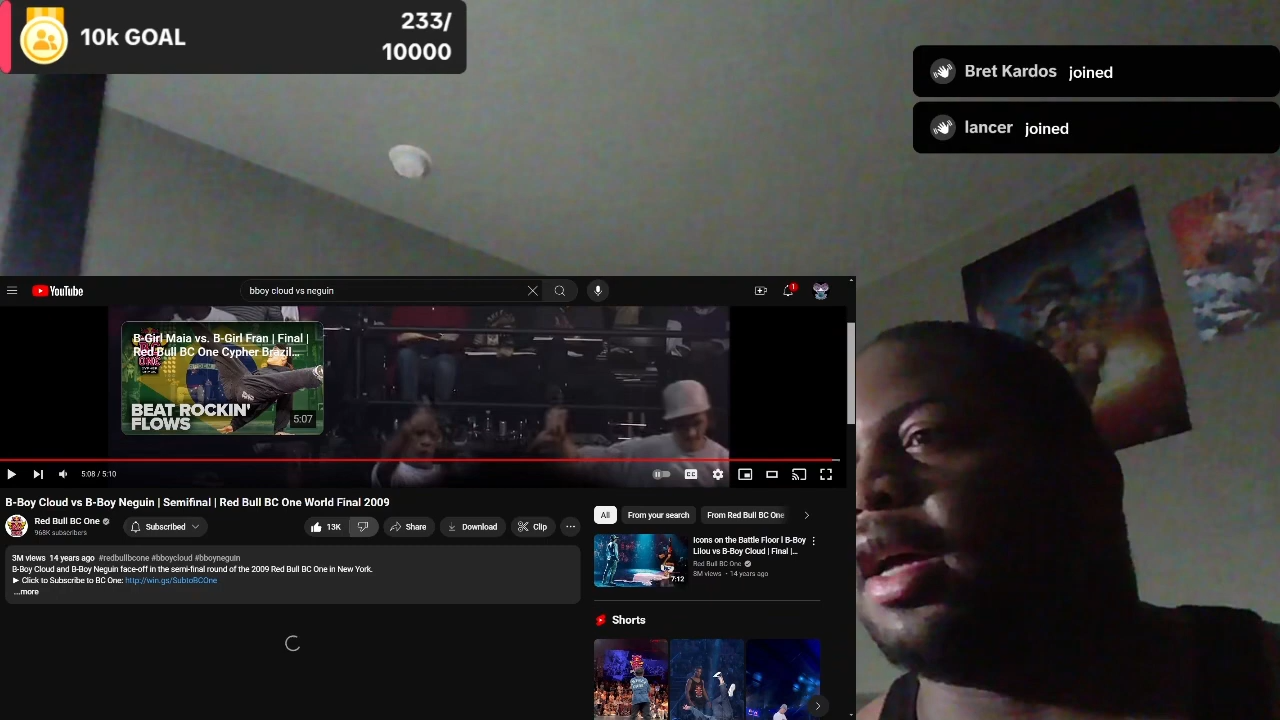 10k GOAL
233/
10000
Bret Kardos joined
lancer joined
YouTube
bboy cloud vs neguin
1
B-Girl Maia vs. B-Girl Fran | Final |
Red Bull BC One Cypher Brazil...
BEAT ROCKIN'
FLOWS
5:07
5:08 / 5:10
CC
B-Boy Cloud vs B-Boy Neguin | Semifinal | Red Bull BC One World Final 2009
Red Bull BC One
968K subscribers
Subscribed
13K
Share
Download
Clip
3M views 14 years ago #redbullbcone #bboycloud #bboyneguin
B-Boy Cloud and B-Boy Neguin face-off in the semi-final round of the 2009 Red Bull BC One in New York.
► Click to Subscribe to BC One: http://win.gs/SubtoBCOne
...more
All
From your search
From Red Bull BC One
Icons on the Battle Floor I B-Boy
Lilou vs B-Boy Cloud | Final |...
Red Bull BC One
8M views • 14 years ago
7:12
Shorts